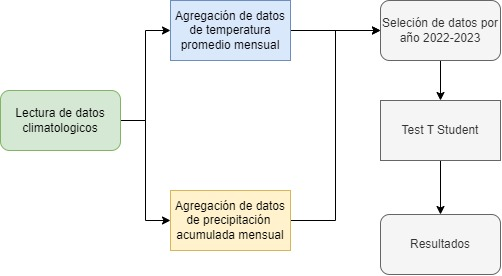 Lectura de datos
climatologicos
Agregación de datos
de temperatura
promedio mensual
Agregación de datos
de precipitación
acumulada mensual
Seleción de datos por
año 2022-2023
Test T Student
Resultados